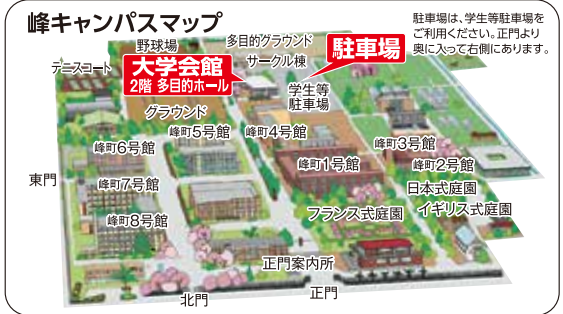 峰キャンパスマップ
駐車場は、学生等駐車場を
ご利用ください。正門より
奥に入って右側にあります。
野球場
多目的グラウンド
テニスコート
大学会館
2階 多目的ホール
サークル棟
駐車場
学生等
駐車場
グラウンド
峰町5号館
峰町4号館
峰町3号館
峰町6号館
峰町1号館
峰町2号館
東門
峰町7号館
日本式庭園
フランス式庭園
イギリス式庭園
峰町8号館
正門案内所
北門
正門